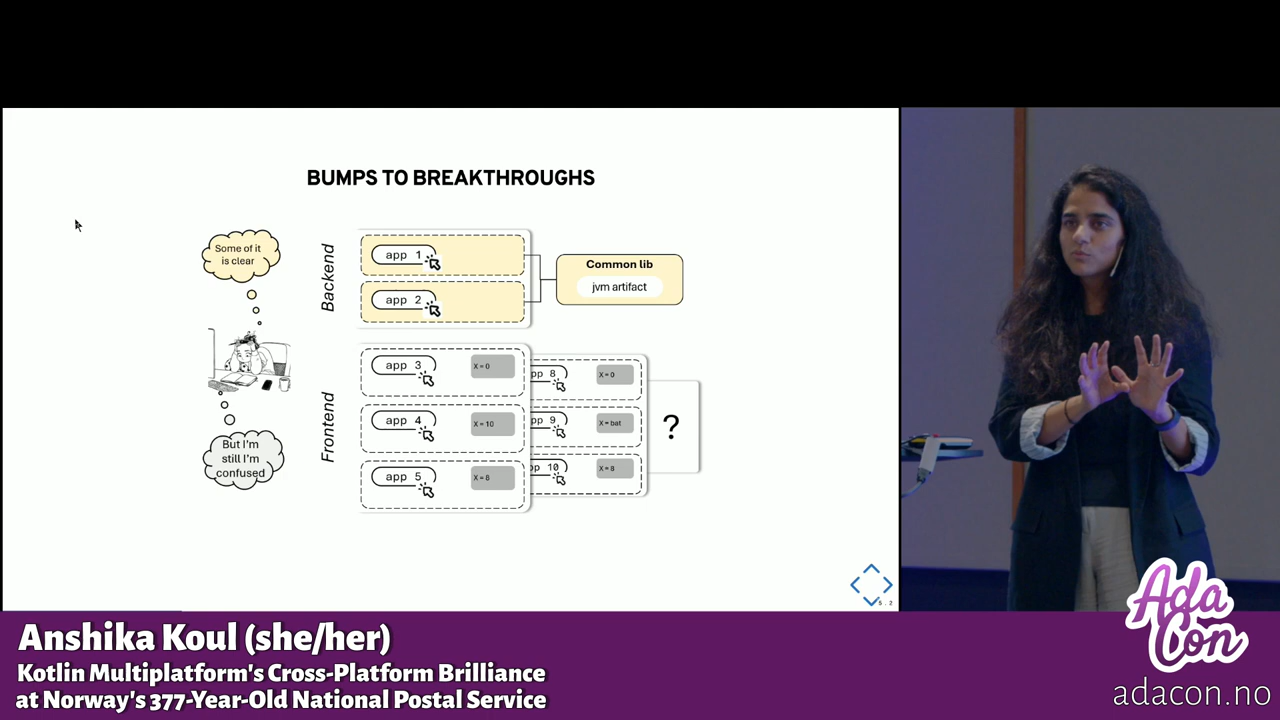 BUMPS TO BREAKTHROUGHS
Some of it
is clear
But I'm
still I'm
confused
Backend
app 1
app 2
Common lib
jvm artifact
Frontend
app 3
X = 0
app 4
X = 10
app 5
X = 8
pp 8
X = 0
pp 9
X = bat
pp 10
X = 8
?
5.2
Anshika Koul (she/her)
Kotlin Multiplatform's Cross-Platform Brilliance
at Norway's 377-Year-Old National Postal Service
Ada
Con
adacon.no